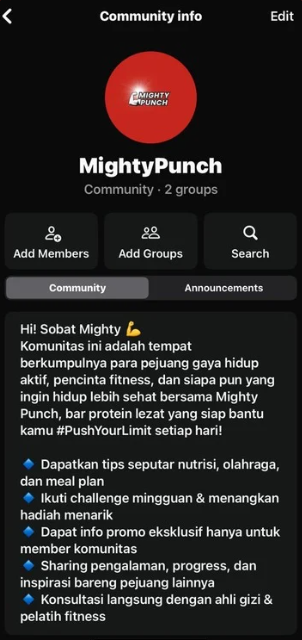 Community info
Edit
MIGHTY
PUNCH
MightyPunch
Community · 2 groups
Add Members
Add Groups
Search
Community
Announcements
Hi! Sobat Mighty 💪
Komunitas ini adalah tempat
berkumpulnya para pejuang gaya hidup
aktif, pencinta fitness, dan siapa pun yang
ingin hidup lebih sehat bersama Mighty
Punch, bar protein lezat yang siap bantu
kamu #PushYourLimit setiap hari!
🔹 Dapatkan tips seputar nutrisi, olahraga,
dan meal plan
🔹 Ikuti challenge mingguan & menangkan
hadiah menarik
🔹 Dapat info promo eksklusif hanya untuk
member komunitas
🔹 Sharing pengalaman, progress, dan
inspirasi bareng pejuang lainnya
🔹 Konsultasi langsung dengan ahli gizi &
pelatih fitness